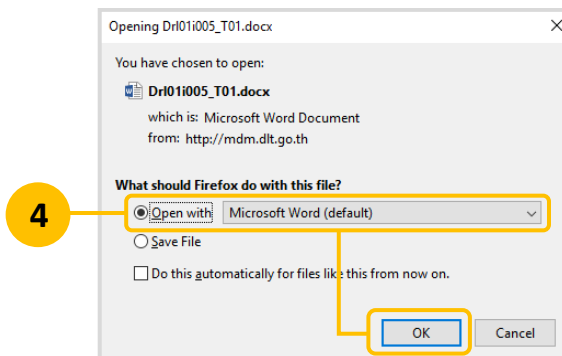 Opening Drl01i005_T01.docx
You have chosen to open:
Drl01i005_T01.docx
which is: Microsoft Word Document
from: http://mdm.dlt.go.th
What should Firefox do with this file?
4
Open with Microsoft Word (default)
Save File
Do this automatically for files like this from now on.
OK Cancel